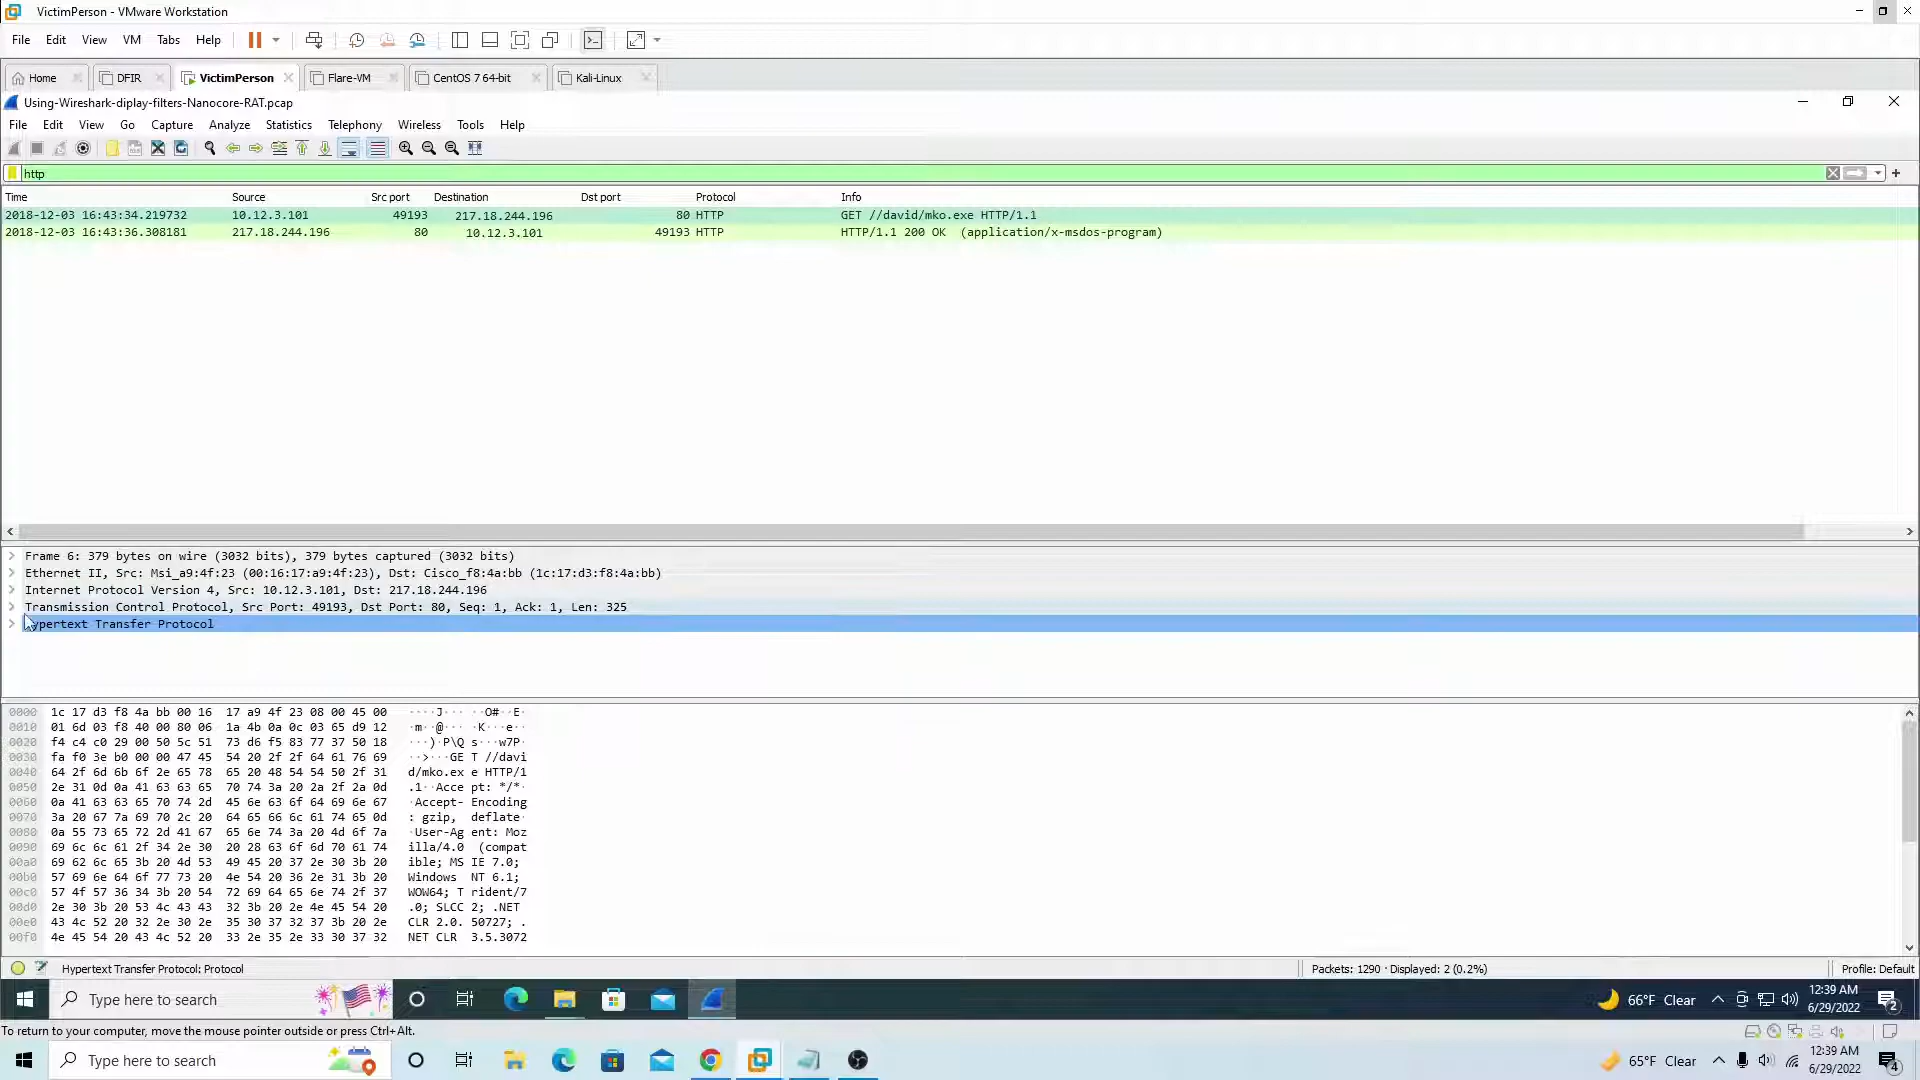 VictimPerson - VMware Workstation
File Edit View VM Tabs Help
Home DFIR VictimPerson Flare-VM CentOS 7 64-bit Kali-Linux
Using-Wireshark-diplay-filters-Nanocore-RAT.pcap
File Edit View Go Capture Analyze Statistics Telephony Wireless Tools Help
http
Time Source Src port Destination Dst port Protocol Info
2018-12-03 16:43:34.219732 10.12.3.101 49193 217.18.244.196 80 HTTP GET //david/mko.exe HTTP/1.1
2018-12-03 16:43:36.308181 217.18.244.196 80 10.12.3.101 49193 HTTP HTTP/1.1 200 OK (application/x-msdos-program)
Frame 6: 379 bytes on wire (3032 bits), 379 bytes captured (3032 bits)
Ethernet II, Src: Msi_a9:4f:23 (00:16:17:a9:4f:23), Dst: Cisco_f8:4a:bb (1c:17:d3:f8:4a:bb)
Internet Protocol Version 4, Src: 10.12.3.101, Dst: 217.18.244.196
Transmission Control Protocol, Src Port: 49193, Dst Port: 80, Seq: 1, Ack: 1, Len: 325
Hypertext Transfer Protocol
0000 1c 17 d3 f8 4a bb 00 16 17 a9 4f 23 08 00 45 00 ····J··· ··O#··E·
0010 01 6d 03 f8 40 00 80 06 1a 4b 0a 0c 03 65 d9 12 ·m··@··· ·K···e··
0020 f4 c4 c0 29 00 50 5c 51 73 d6 f5 83 77 37 50 18 ···)·P\Q s···w7P·
0030 fa f0 3e b0 00 00 47 45 54 20 2f 2f 64 61 76 69 ··>···GE T //davi
0040 64 2f 6d 6b 6f 2e 65 78 65 20 48 54 54 50 2f 31 d/mko.ex e HTTP/1
0050 2e 31 0d 0a 41 63 63 65 70 74 3a 20 2a 2f 2a 0d .1··Acce pt: */*·
0060 0a 41 63 63 65 70 74 2d 45 6e 63 6f 64 69 6e 67 ·Accept- Encoding
0070 3a 20 67 7a 69 70 2c 20 64 65 66 6c 61 74 65 0d : gzip, deflate·
0080 0a 55 73 65 72 2d 41 67 65 6e 74 3a 20 4d 6f 7a ·User-Ag ent: Moz
0090 69 6c 6c 61 2f 34 2e 30 20 28 63 6f 6d 70 61 74 illa/4.0 (compat
00a0 69 62 6c 65 3b 20 4d 53 49 45 20 37 2e 30 3b 20 ible; MS IE 7.0;
00b0 57 69 6e 64 6f 77 73 20 4e 54 20 36 2e 31 3b 20 Windows NT 6.1;
00c0 57 4f 57 36 34 3b 20 54 72 69 64 65 6e 74 2f 37 WOW64; T rident/7
00d0 2e 30 3b 20 53 4c 43 43 32 3b 20 2e 4e 45 54 20 .0; SLCC 2; .NET
00e0 43 4c 52 20 32 2e 30 2e 35 30 37 32 37 3b 20 2e CLR 2.0. 50727; .
00f0 4e 45 54 20 43 4c 52 20 33 2e 35 2e 33 30 37 32 NET CLR 3.5.3072
Hypertext Transfer Protocol: Protocol Packets: 1290 · Displayed: 2 (0.2%) Profile: Default
Type here to search 66°F Clear 12:39 AM
6/29/2022 2
To return to your computer, move the mouse pointer outside or press Ctrl+Alt.
Type here to search 65°F Clear 12:39 AM
6/29/2022 4